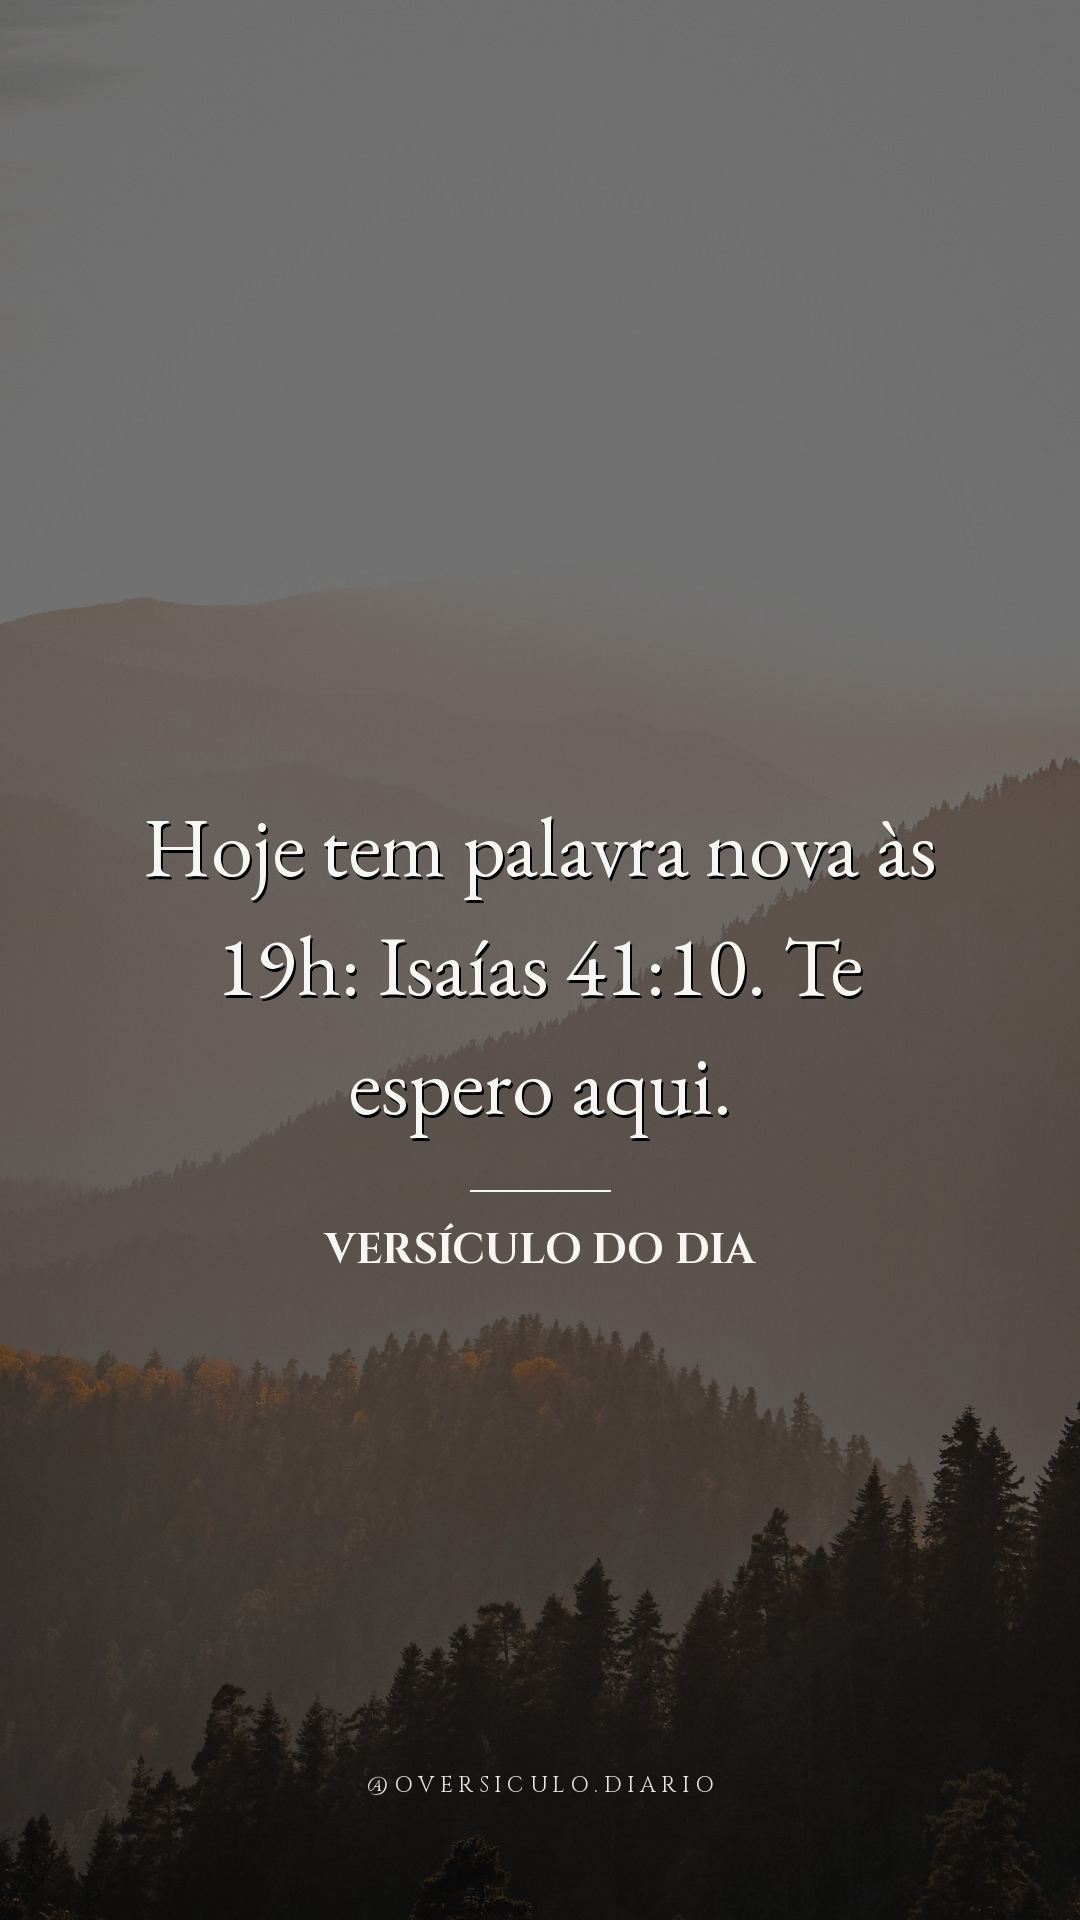 Hoje tem palavra nova às
19h: Isaías 41:10. Te
espero aqui.
VERSÍCULO DO DIA
@OVERSICULO.DIARIO